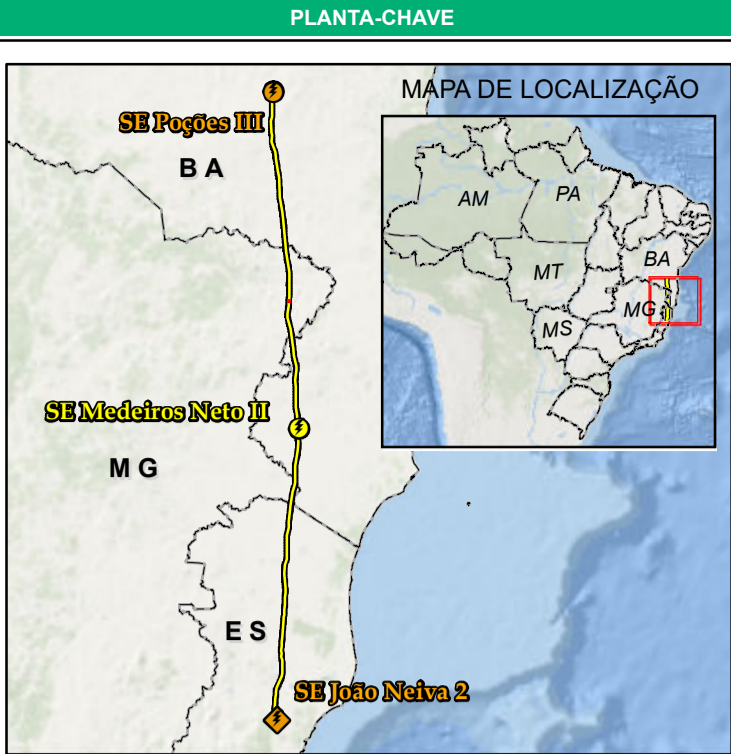 PLANTA-CHAVE
MAPA DE LOCALIZAÇÃO
SE Poções III
B A
AM
PA
BA
MT
MG
MS
SE Medeiros Neto II
M G
E S
SE João Neiva 2